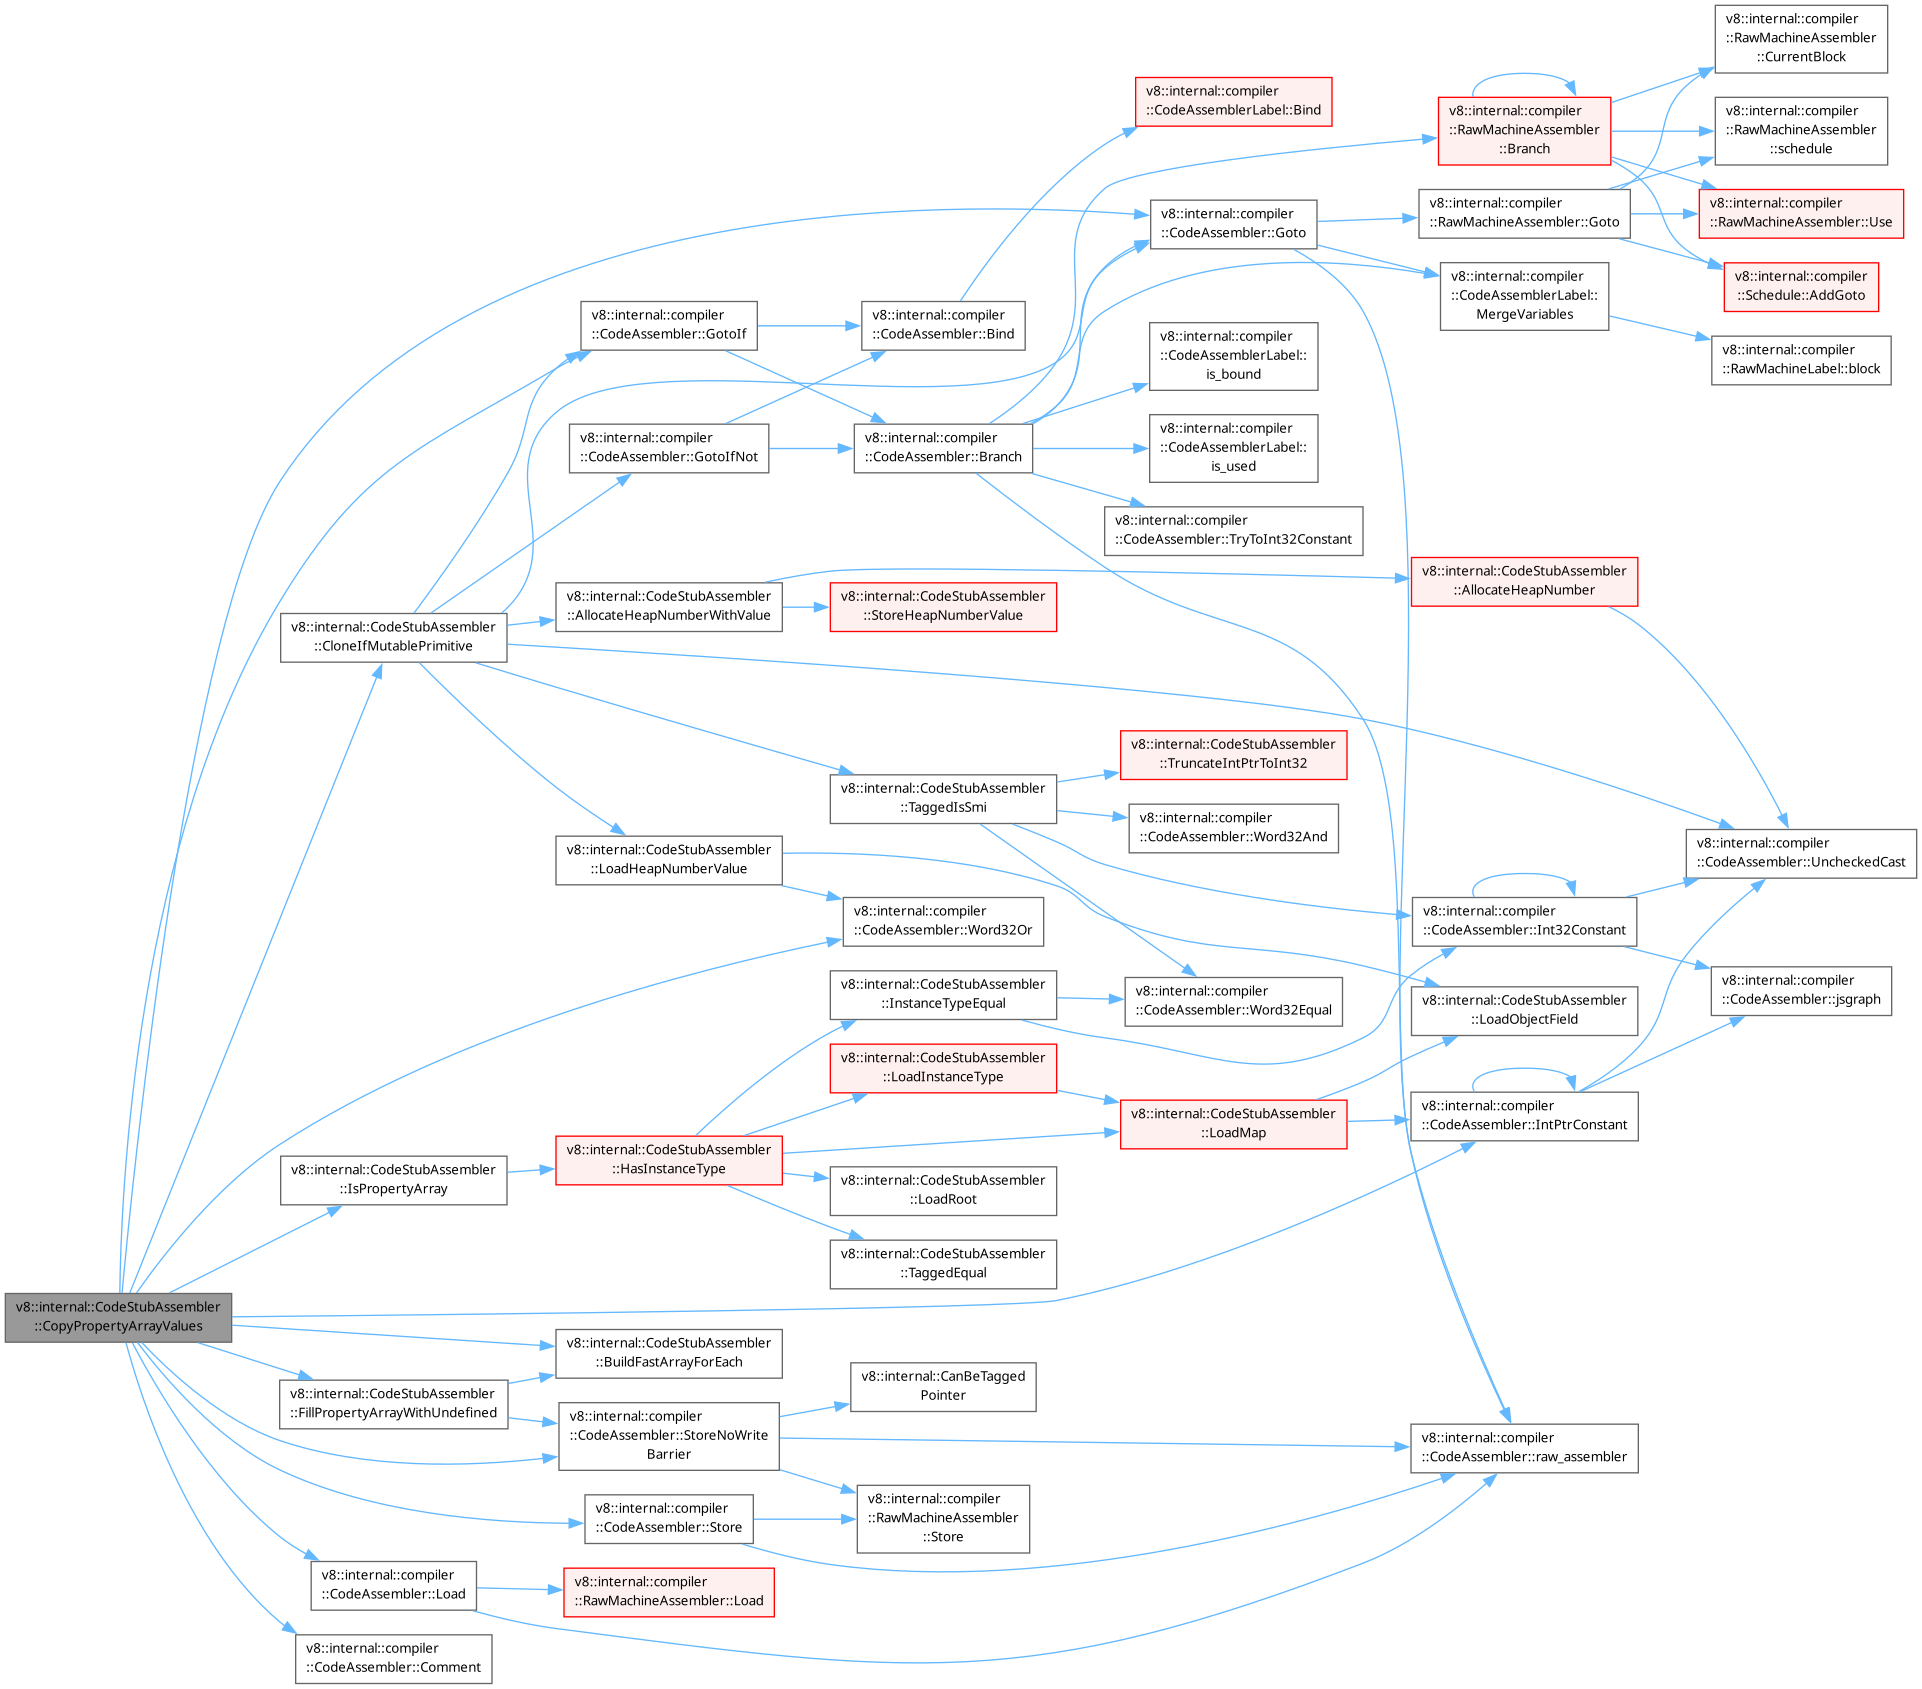 v8::internal::CodeStubAssembler
::CopyPropertyArrayValues
v8::internal::CodeStubAssembler
::CloneIfMutablePrimitive
v8::internal::CodeStubAssembler
::IsPropertyArray
v8::internal::CodeStubAssembler
::FillPropertyArrayWithUndefined
v8::internal::compiler
::CodeAssembler::Load
v8::internal::compiler
::CodeAssembler::Comment
v8::internal::compiler
::CodeAssembler::GotoIf
v8::internal::compiler
::CodeAssembler::GotoIfNot
v8::internal::CodeStubAssembler
::AllocateHeapNumberWithValue
v8::internal::CodeStubAssembler
::LoadHeapNumberValue
v8::internal::CodeStubAssembler
::HasInstanceType
v8::internal::CodeStubAssembler
::BuildFastArrayForEach
v8::internal::compiler
::CodeAssembler::StoreNoWrite
Barrier
v8::internal::compiler
::CodeAssembler::Store
v8::internal::compiler
::RawMachineAssembler::Load
v8::internal::compiler
::CodeAssembler::Bind
v8::internal::compiler
::CodeAssembler::Branch
v8::internal::CodeStubAssembler
::StoreHeapNumberValue
v8::internal::CodeStubAssembler
::TaggedIsSmi
v8::internal::compiler
::CodeAssembler::Word32Or
v8::internal::CodeStubAssembler
::InstanceTypeEqual
v8::internal::CodeStubAssembler
::LoadInstanceType
v8::internal::CodeStubAssembler
::LoadRoot
v8::internal::CodeStubAssembler
::TaggedEqual
v8::internal::CanBeTagged
Pointer
v8::internal::compiler
::RawMachineAssembler
::Store
v8::internal::compiler
::CodeAssemblerLabel::Bind
v8::internal::compiler
::CodeAssembler::Goto
v8::internal::compiler
::CodeAssemblerLabel::
is_bound
v8::internal::compiler
::CodeAssemblerLabel::
is_used
v8::internal::compiler
::CodeAssembler::TryToInt32Constant
v8::internal::CodeStubAssembler
::TruncateIntPtrToInt32
v8::internal::compiler
::CodeAssembler::Word32And
v8::internal::compiler
::CodeAssembler::Word32Equal
v8::internal::CodeStubAssembler
::LoadMap
v8::internal::compiler
::RawMachineAssembler
::Branch
v8::internal::compiler
::RawMachineAssembler::Goto
v8::internal::compiler
::CodeAssemblerLabel::
MergeVariables
v8::internal::CodeStubAssembler
::AllocateHeapNumber
v8::internal::compiler
::CodeAssembler::Int32Constant
v8::internal::CodeStubAssembler
::LoadObjectField
v8::internal::compiler
::CodeAssembler::IntPtrConstant
v8::internal::compiler
::CodeAssembler::raw_assembler
v8::internal::compiler
::RawMachineAssembler
::CurrentBlock
v8::internal::compiler
::RawMachineAssembler
::schedule
v8::internal::compiler
::RawMachineAssembler::Use
v8::internal::compiler
::Schedule::AddGoto
v8::internal::compiler
::RawMachineLabel::block
v8::internal::compiler
::CodeAssembler::UncheckedCast
v8::internal::compiler
::CodeAssembler::jsgraph